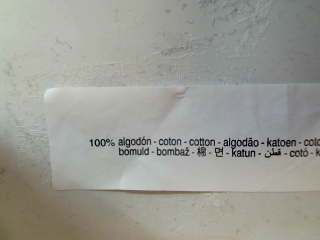 100% algodón - coton - cotton - algodão - katoen - coto
bomuld - bombaž - 棉 - 면 - katun - قطن - cotó - k